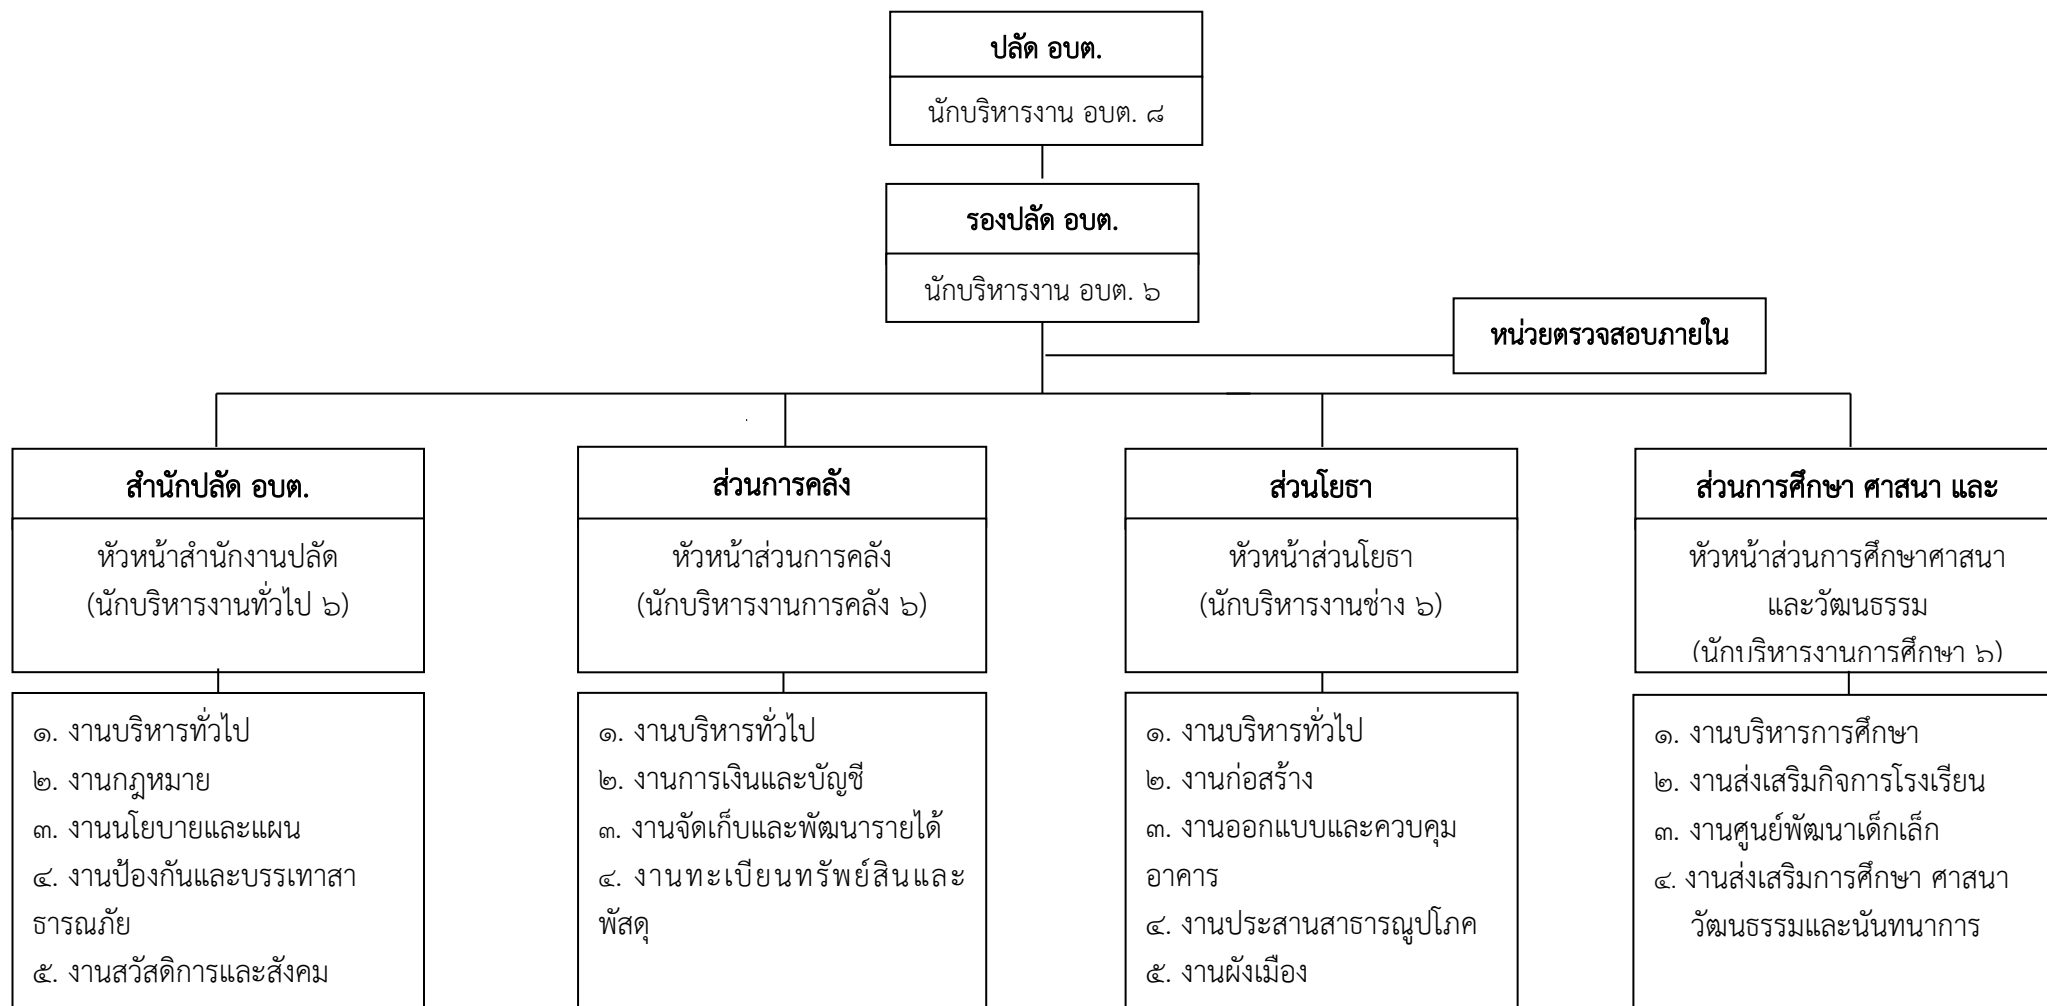 ปลัด อบต.
นักบริหารงาน อบต. ๘
รองปลัด อบต.
นักบริหารงาน อบต. ๖
หน่วยตรวจสอบภายใน
สำนักปลัด อบต.
หัวหน้าสำนักงานปลัด
(นักบริหารงานทั่วไป ๖)
๑. งานบริหารทั่วไป
๒. งานกฎหมาย
๓. งานนโยบายและแผน
๔. งานป้องกันและบรรเทาสา
ธารณภัย
๕. งานสวัสดิการและสังคม
ส่วนการคลัง
หัวหน้าส่วนการคลัง
(นักบริหารงานการคลัง ๖)
๑. งานบริหารทั่วไป
๒. งานการเงินและบัญชี
๓. งานจัดเก็บและพัฒนารายได้
๔. งานทะเบียนทรัพย์สินและ
พัสดุ
ส่วนโยธา
หัวหน้าส่วนโยธา
(นักบริหารงานช่าง ๖)
๑. งานบริหารทั่วไป
๒. งานก่อสร้าง
๓. งานออกแบบและควบคุม
อาคาร
๔. งานประสานสาธารณูปโภค
๕. งานผังเมือง
ส่วนการศึกษา ศาสนา และ
หัวหน้าส่วนการศึกษาศาสนา
และวัฒนธรรม
(นักบริหารงานการศึกษา ๖)
๑. งานบริหารการศึกษา
๒. งานส่งเสริมกิจการโรงเรียน
๓. งานศูนย์พัฒนาเด็กเล็ก
๔. งานส่งเสริมการศึกษา ศาสนา
วัฒนธรรมและนันทนาการ